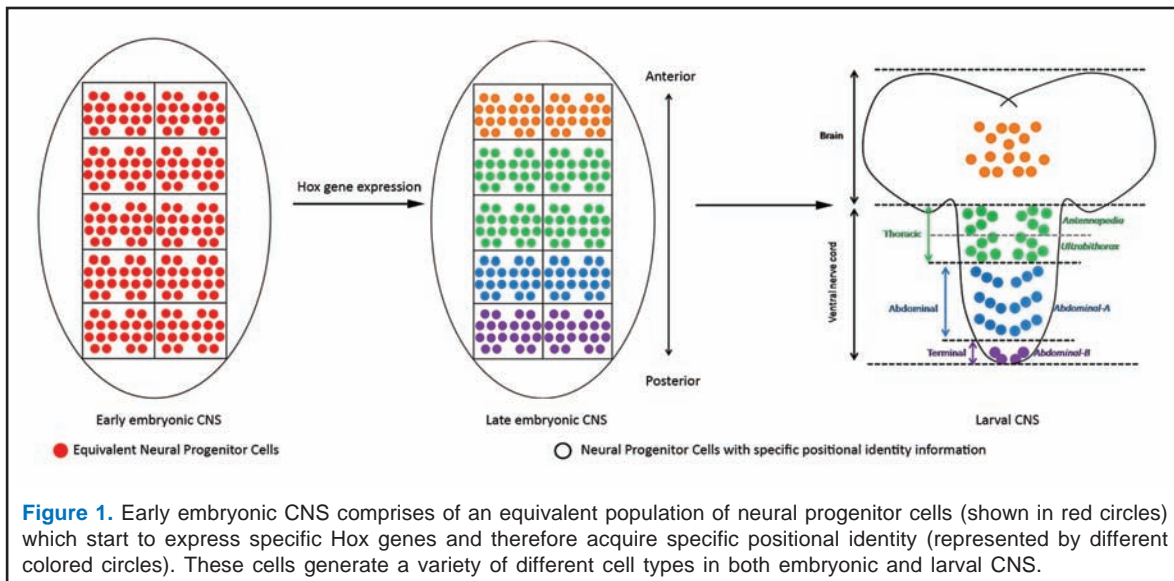 Anterior
Brain
Hox gene expression
Antennapedia
Thoracic
Ultrabithorax
Ventral nerve cord
Abdominal
Abdominal-A
Terminal
Abdominal-B
Posterior
Early embryonic CNS
Late embryonic CNS
Larval CNS
Equivalent Neural Progenitor Cells
Neural Progenitor Cells with specific positional identity information
Figure 1. Early embryonic CNS comprises of an equivalent population of neural progenitor cells (shown in red circles)
which start to express specific Hox genes and therefore acquire specific positional identity (represented by different
colored circles). These cells generate a variety of different cell types in both embryonic and larval CNS.